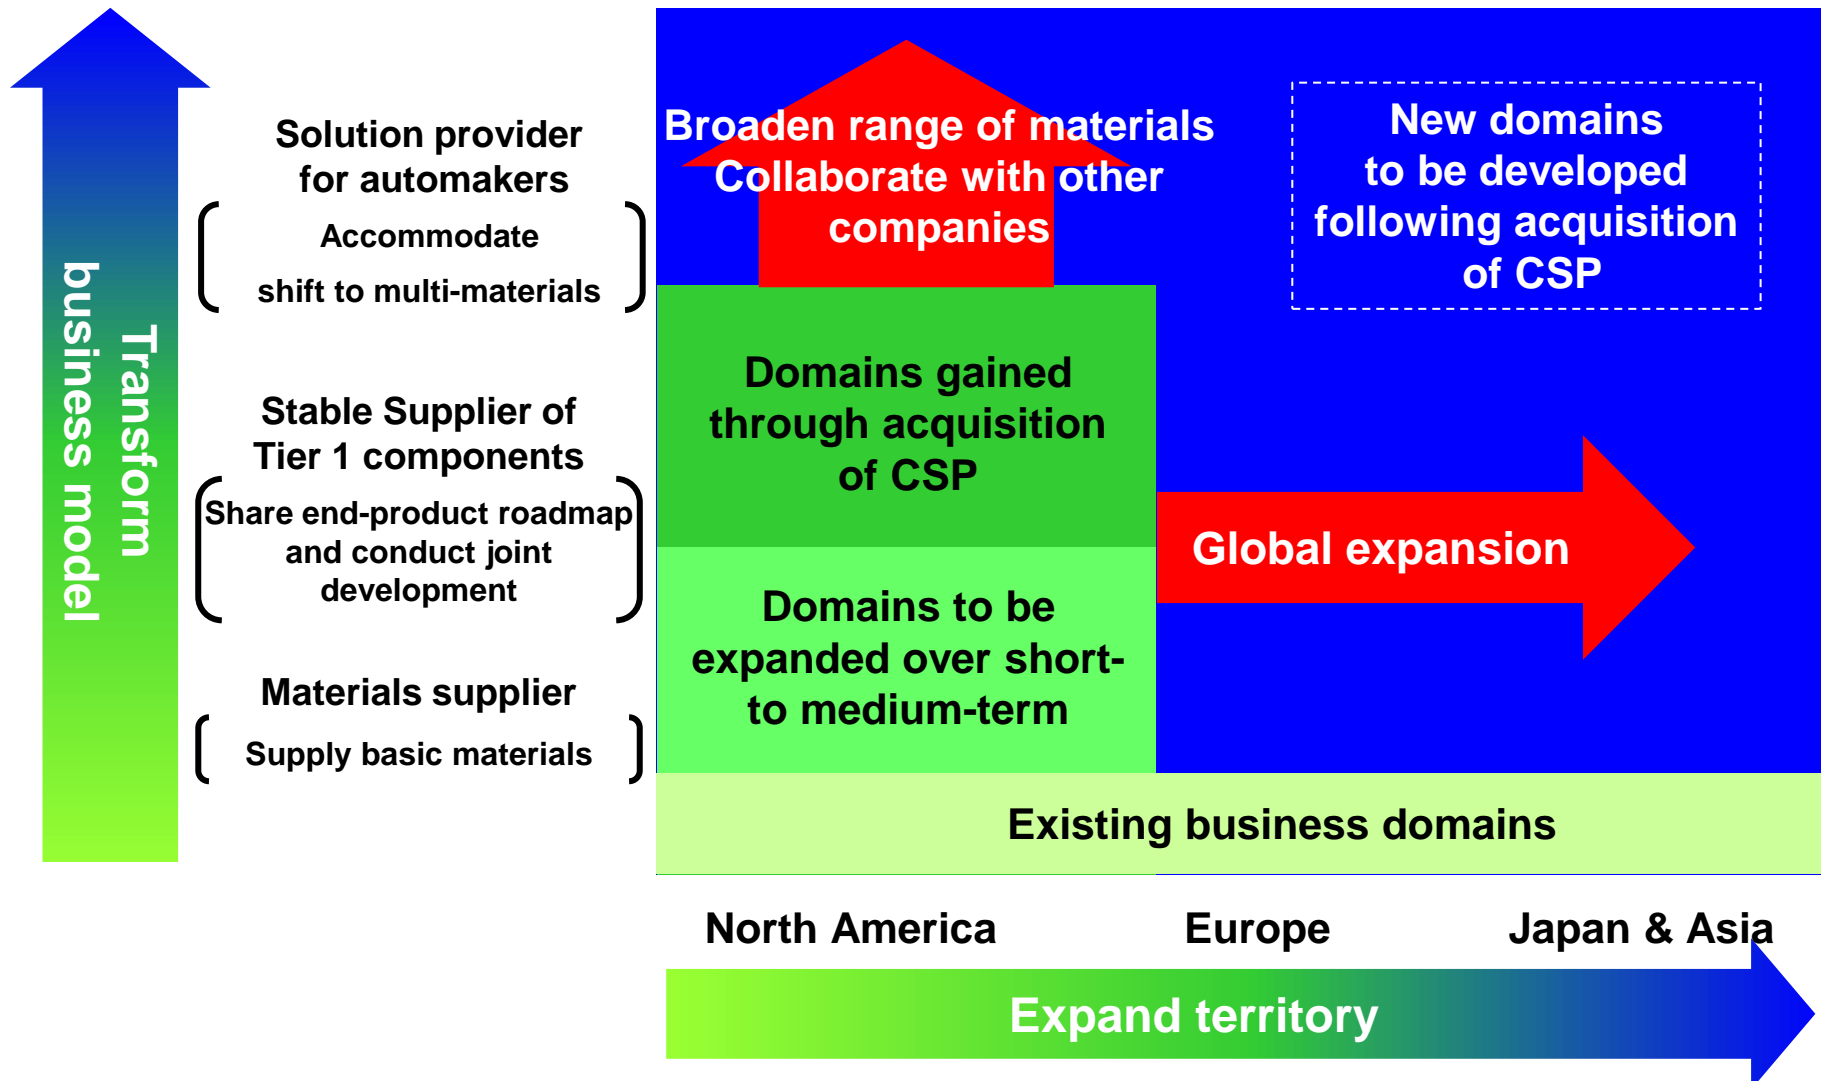 Transform
business model
Solution provider
for automakers
Accommodate
shift to multi-materials
Stable Supplier of
Tier 1 components
Share end-product roadmap
and conduct joint
development
Materials supplier
Supply basic materials
Broaden range of materials
Collaborate with other
companies
New domains
to be developed
following acquisition
of CSP
Domains gained
through acquisition
of CSP
Global expansion
Domains to be
expanded over short-
to medium-term
Existing business domains
North America
Europe
Japan & Asia
Expand territory